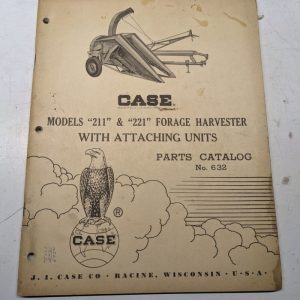 CASE
MODELS "211" & "221" FORAGE HARVESTER
WITH ATTACHING UNITS
PARTS CATALOG
No. 632
®
CASE
J. I. CASE CO · RACINE, WISCONSIN · U·S·A·